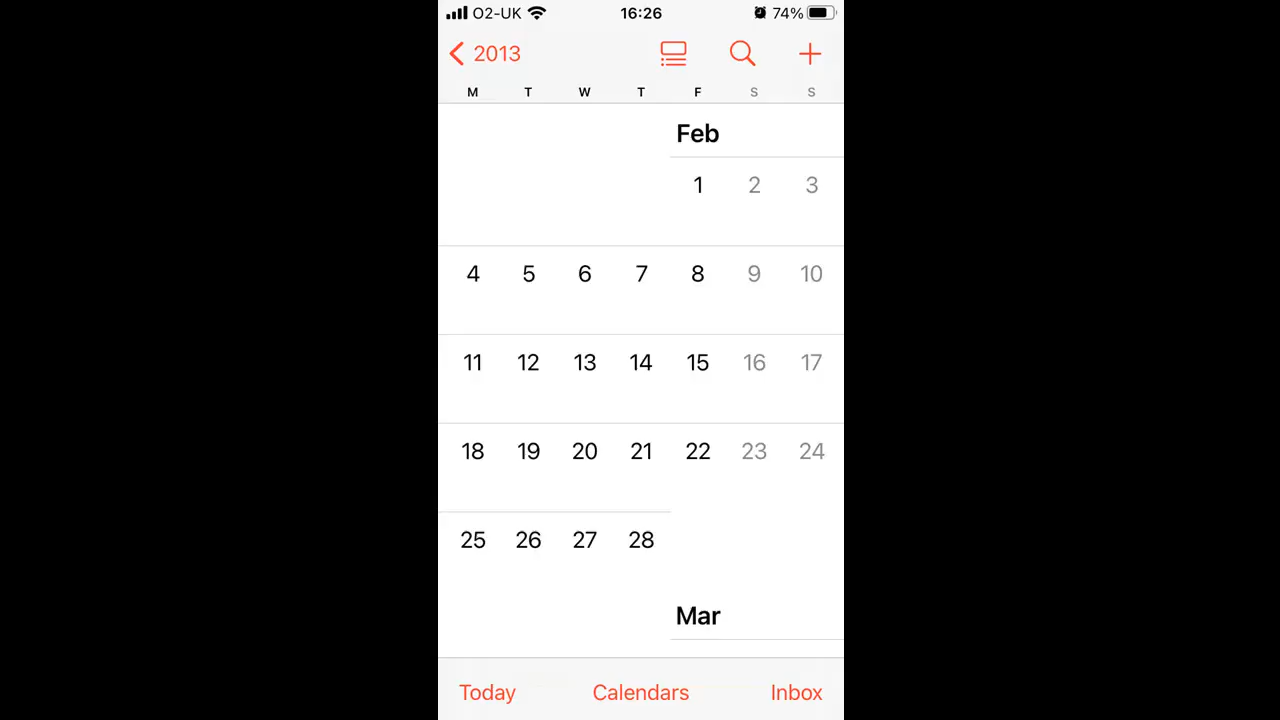 O2-UK 16:26 74%
2013
M T W T F S S
Feb
1 2 3
4 5 6 7 8 9 10
11 12 13 14 15 16 17
18 19 20 21 22 23 24
25 26 27 28
Mar
Today Calendars Inbox